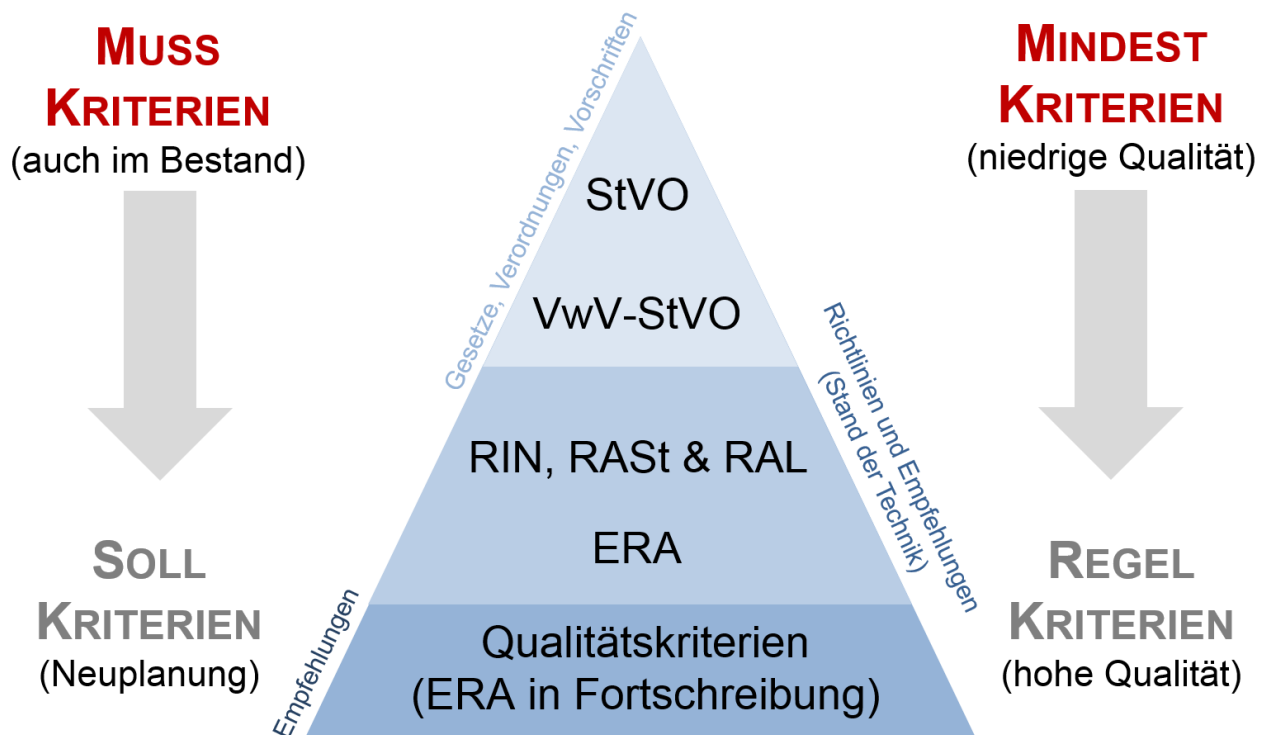 MUSS
KRITERIEN
(auch im Bestand)
SOLL
KRITERIEN
(Neuplanung)
Gesetze, Verordnungen, Vorschriften
StVO
VwV-StVO
RIN, RASt & RAL
ERA
Richtlinien und Empfehlungen
(Stand der Technik)
Empfehlungen
Qualitätskriterien
(ERA in Fortschreibung)
MINDEST
KRITERIEN
(niedrige Qualität)
REGEL
KRITERIEN
(hohe Qualität)